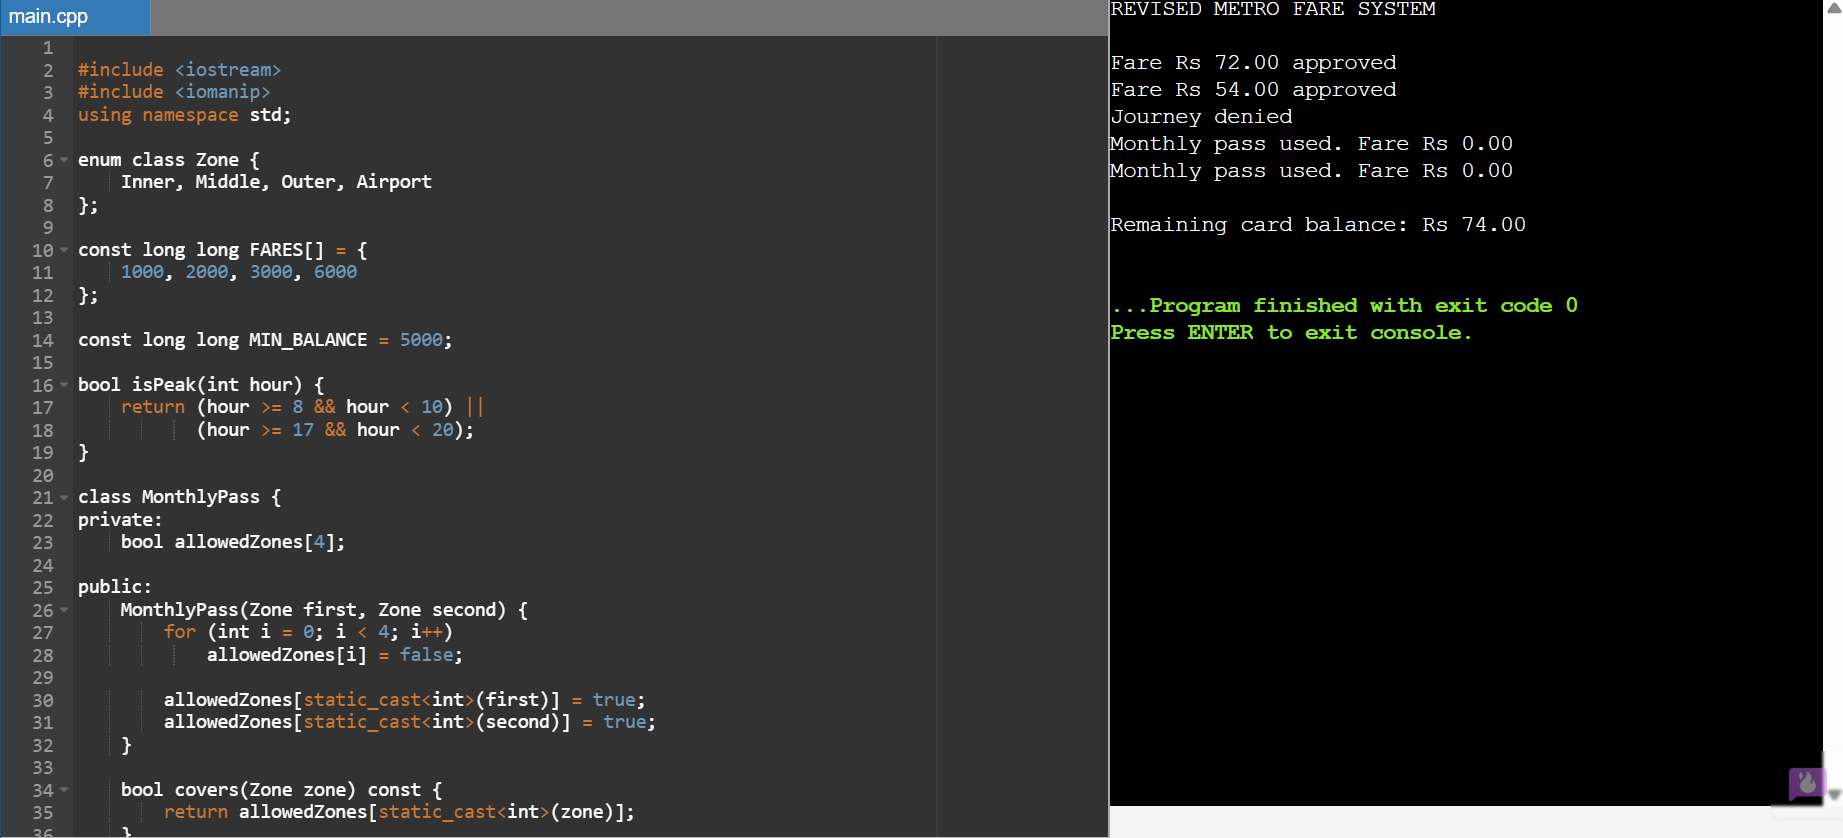 main.cpp
1
2 #include <iostream>
3 #include <iomanip>
4 using namespace std;
5
6 enum class Zone {
7     Inner, Middle, Outer, Airport
8 };
9
10 const long long FARES[] = {
11     1000, 2000, 3000, 6000
12 };
13
14 const long long MIN_BALANCE = 5000;
15
16 bool isPeak(int hour) {
17     return (hour >= 8 && hour < 10) ||
18            (hour >= 17 && hour < 20);
19 }
20
21 class MonthlyPass {
22 private:
23     bool allowedZones[4];
24
25 public:
26     MonthlyPass(Zone first, Zone second) {
27         for (int i = 0; i < 4; i++)
28             allowedZones[i] = false;
29
30         allowedZones[static_cast<int>(first)] = true;
31         allowedZones[static_cast<int>(second)] = true;
32     }
33
34     bool covers(Zone zone) const {
35         return allowedZones[static_cast<int>(zone)];
36     }
REVISED METRO FARE SYSTEM
Fare Rs 72.00 approved
Fare Rs 54.00 approved
Journey denied
Monthly pass used. Fare Rs 0.00
Monthly pass used. Fare Rs 0.00
Remaining card balance: Rs 74.00
...Program finished with exit code 0
Press ENTER to exit console.